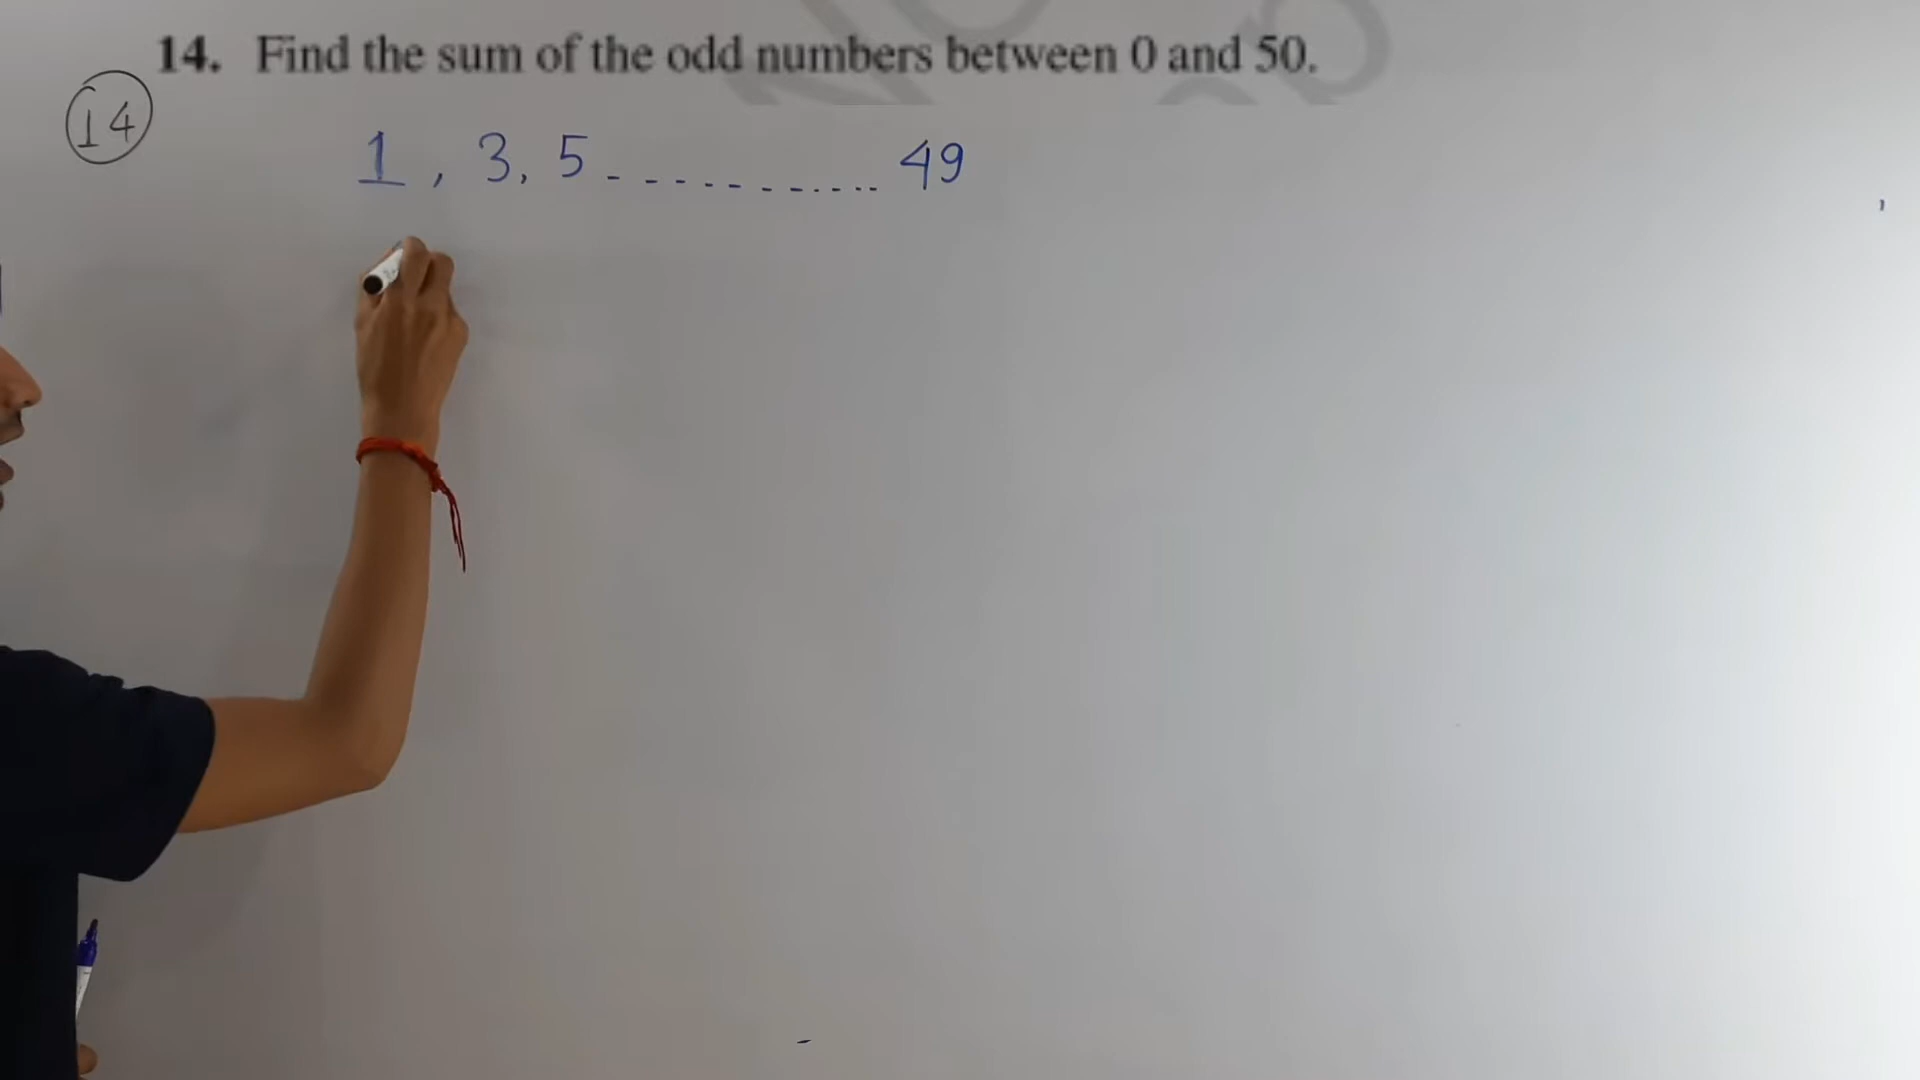 14. Find the sum of the odd numbers between 0 and 50.
14
1, 3, 5 - - - - - - - - . . . . 49